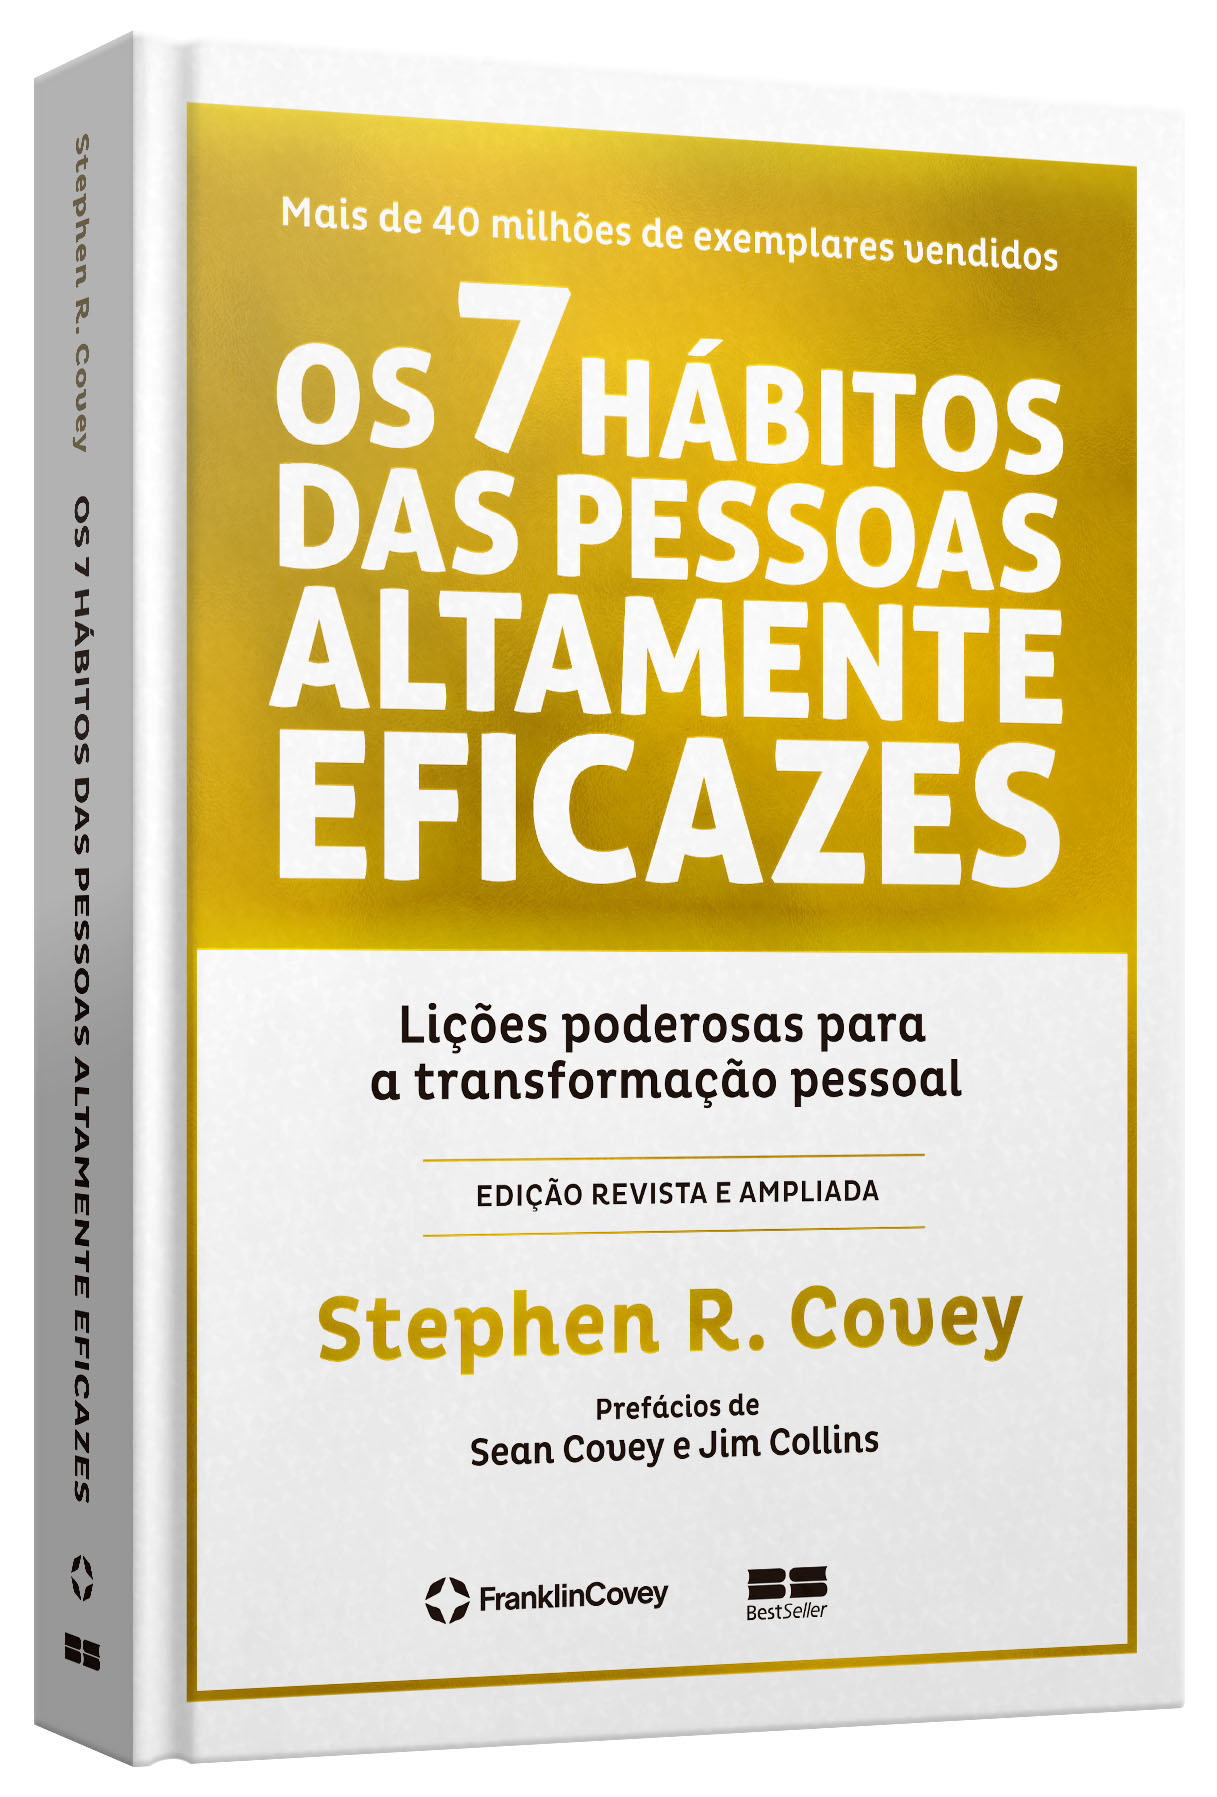 Mais de 40 milhões de exemplares vendidos
OS 7 HÁBITOS
DAS PESSOAS
ALTAMENTE
EFICAZES
Lições poderosas para
a transformação pessoal
EDIÇÃO REVISTA E AMPLIADA
Stephen R. Covey
Prefácios de
Sean Covey e Jim Collins
FranklinCovey
BS
BestSeller
Stephen R. Covey OS 7 HÁBITOS DAS PESSOAS ALTAMENTE EFICAZES